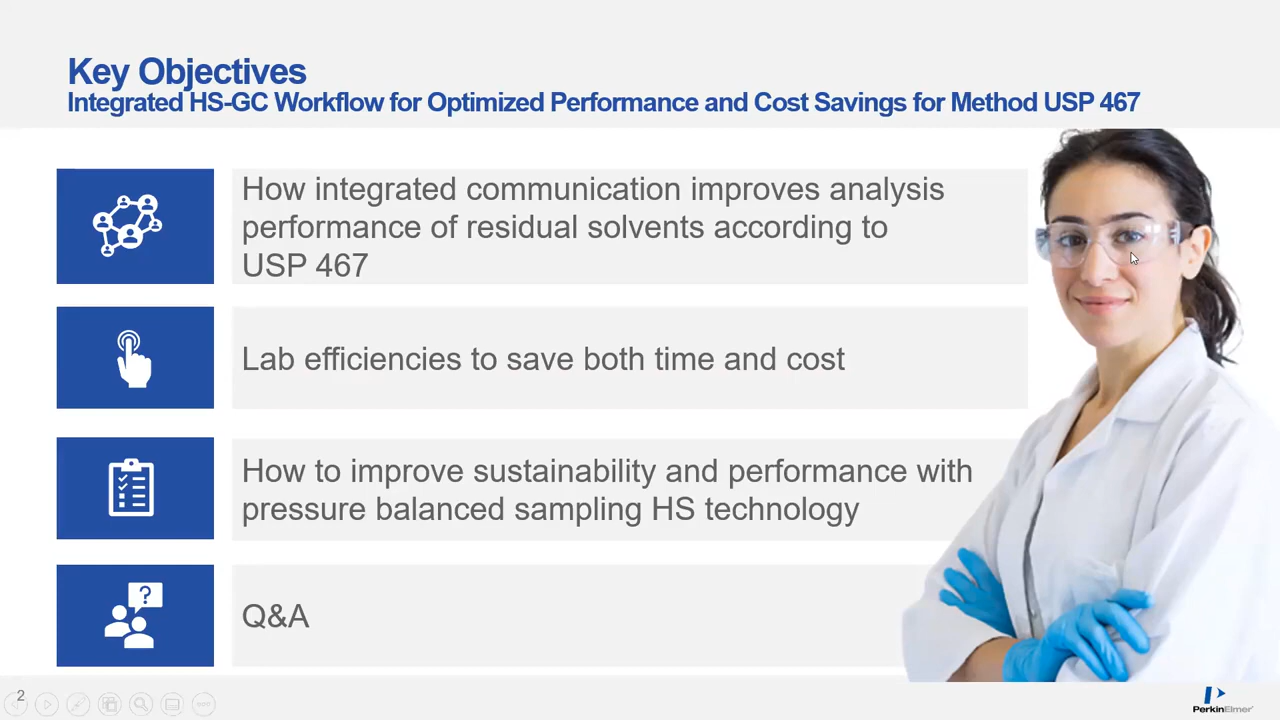 Key Objectives
Integrated HS-GC Workflow for Optimized Performance and Cost Savings for Method USP 467
How integrated communication improves analysis
performance of residual solvents according to
USP 467
Lab efficiencies to save both time and cost
How to improve sustainability and performance with
pressure balanced sampling HS technology
?
Q&A
2
PerkinElmer